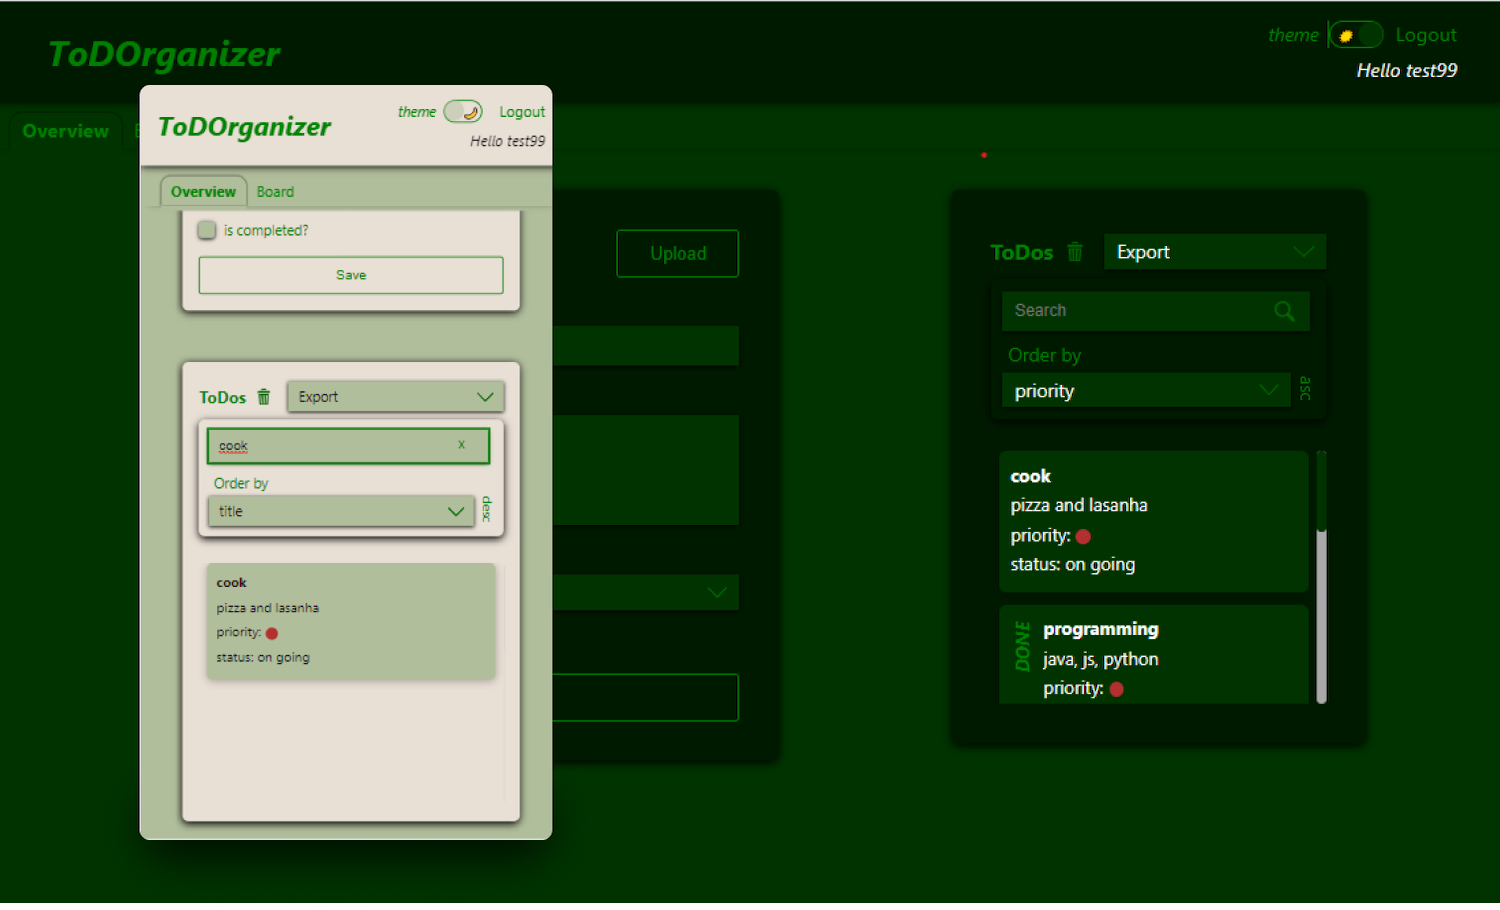 ToDOrganizer
theme
Logout
Hello test99
Overview
Upload
ToDos
Export
Search
Order by
priority
asc
cook
pizza and lasanha
priority:
status: on going
DONE
programming
java, js, python
priority:
ToDOrganizer
theme
Logout
Hello test99
Overview
Board
is completed?
Save
ToDos
Export
cook
x
Order by
title
desc
cook
pizza and lasanha
priority:
status: on going